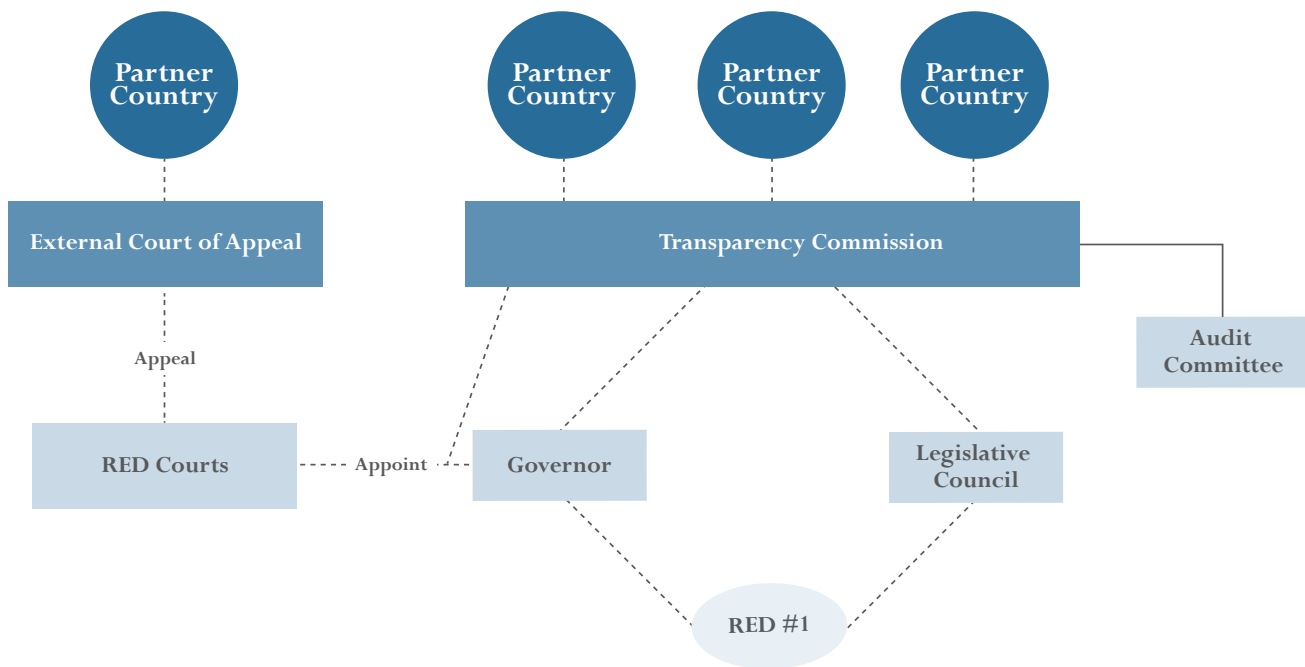 Partner
Country
Partner
Country
Partner
Country
Partner
Country
External Court of Appeal
Transparency Commission
Audit
Committee
Appeal
RED Courts
Appoint
Governor
Legislative
Council
RED #1